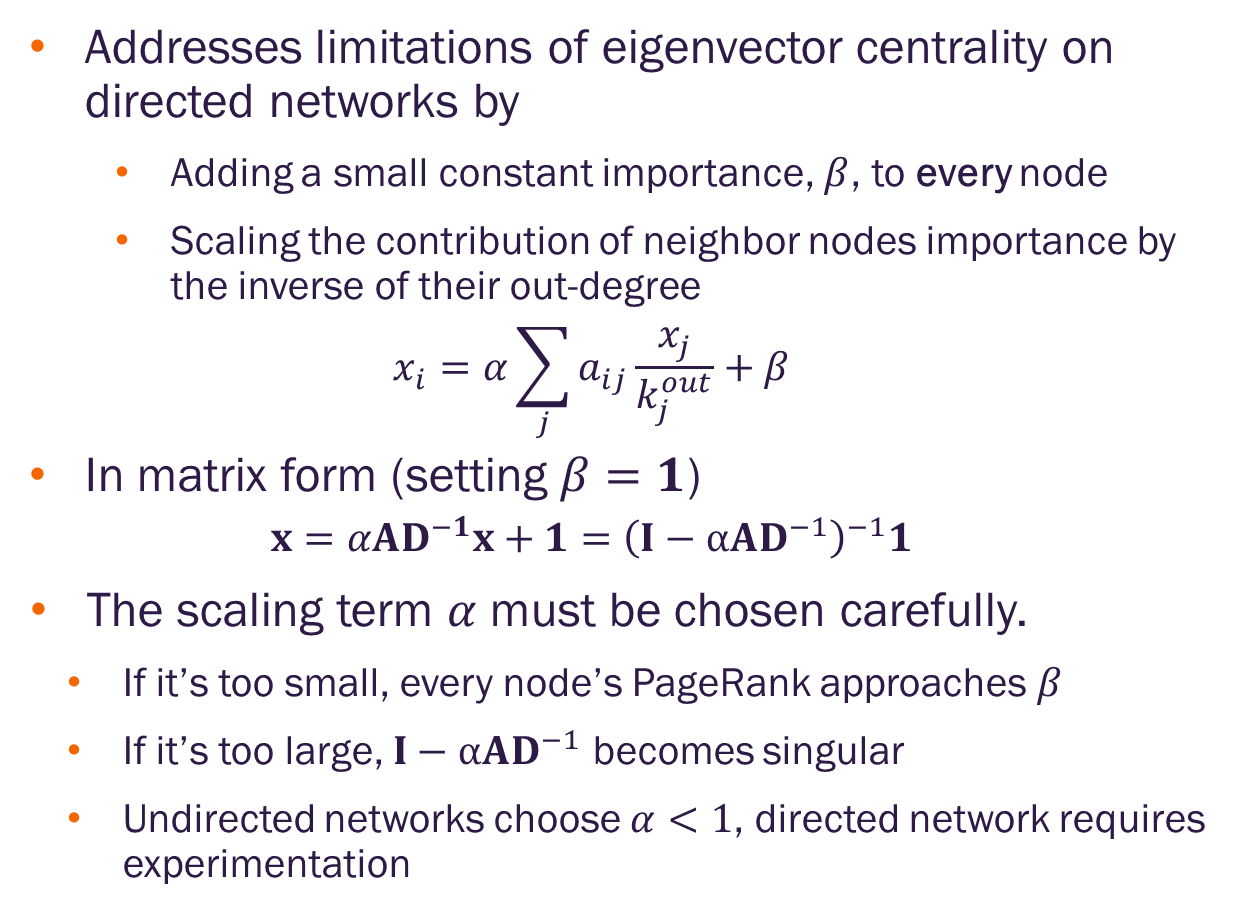 • Addresses limitations of eigenvector centrality on
directed networks by
• Adding a small constant importance, β, to every node
• Scaling the contribution of neighbor nodes importance by
the inverse of their out-degree
x_i = α ∑_j a_{ij} x_j / k_j^{out} + β
• In matrix form (setting β = 1)
x = αAD⁻¹x + 1 = (I − αAD⁻¹)⁻¹1
• The scaling term α must be chosen carefully.
• If it's too small, every node's PageRank approaches β
• If it's too large, I − αAD⁻¹ becomes singular
• Undirected networks choose α < 1, directed network requires
experimentation